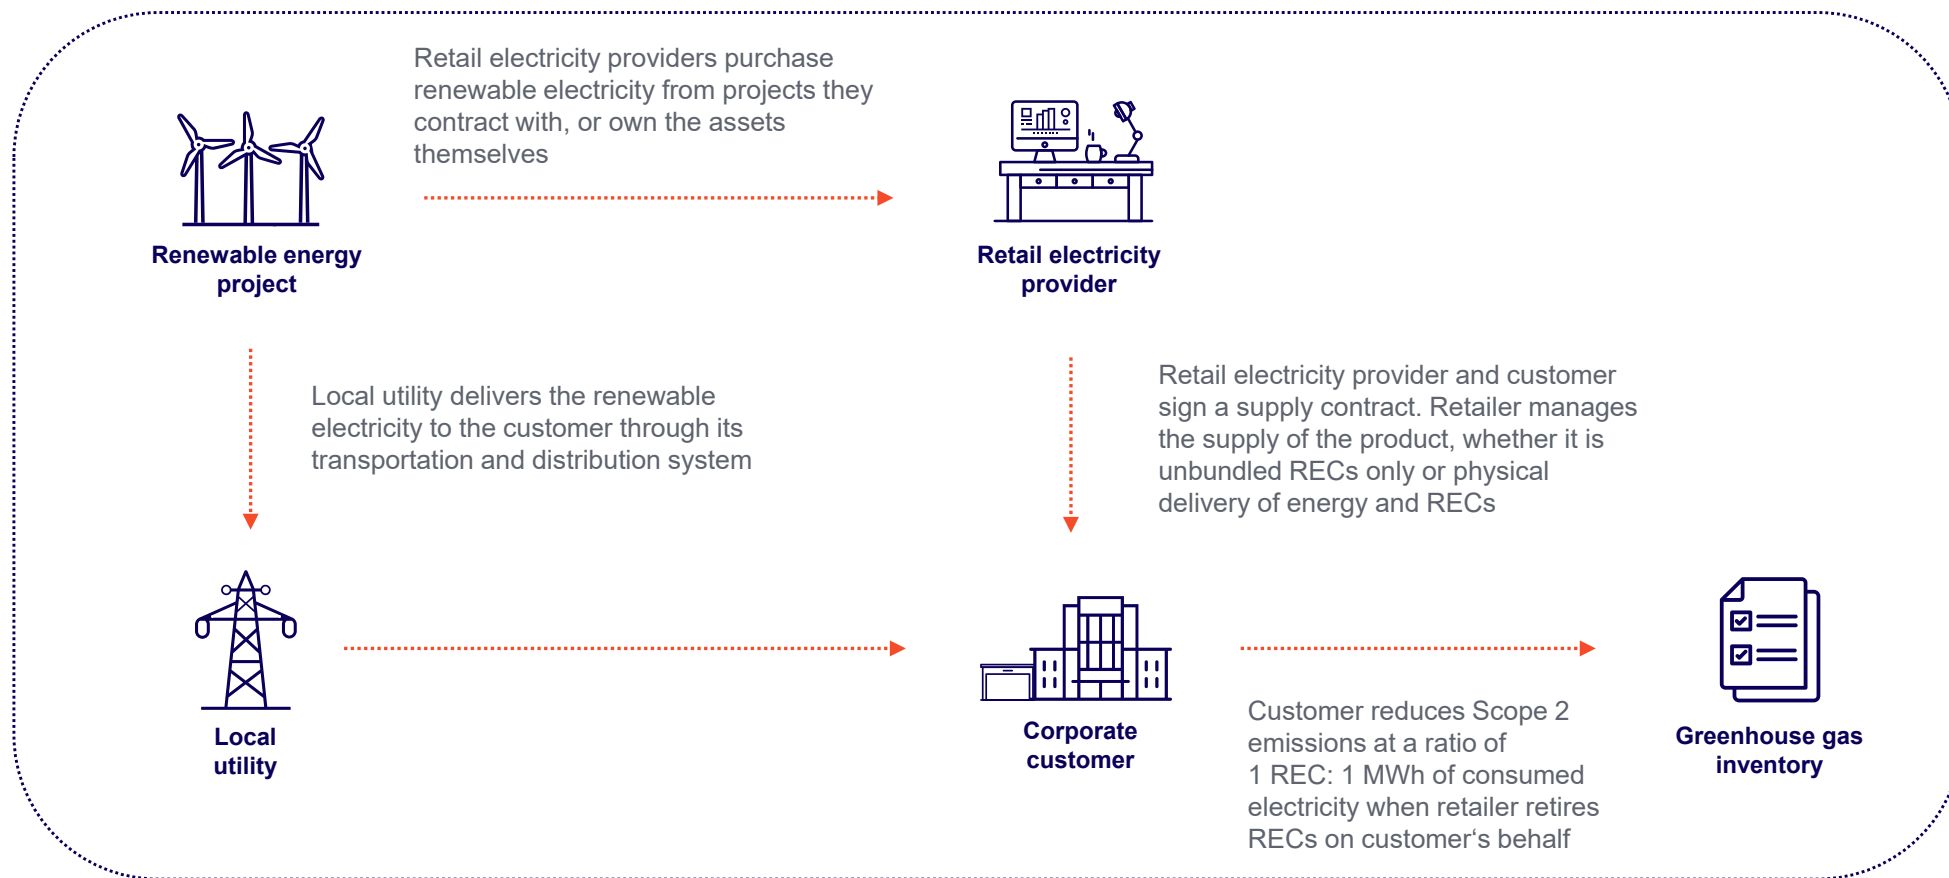 Retail electricity providers purchase
renewable electricity from projects they
contract with, or own the assets
themselves
Renewable energy
project
Retail electricity
provider
Local utility delivers the renewable
electricity to the customer through its
transportation and distribution system
Retail electricity provider and customer
sign a supply contract. Retailer manages
the supply of the product, whether it is
unbundled RECs only or physical
delivery of energy and RECs
Local
utility
Corporate
customer
Customer reduces Scope 2
emissions at a ratio of
1 REC: 1 MWh of consumed
electricity when retailer retires
RECs on customer‘s behalf
Greenhouse gas
inventory